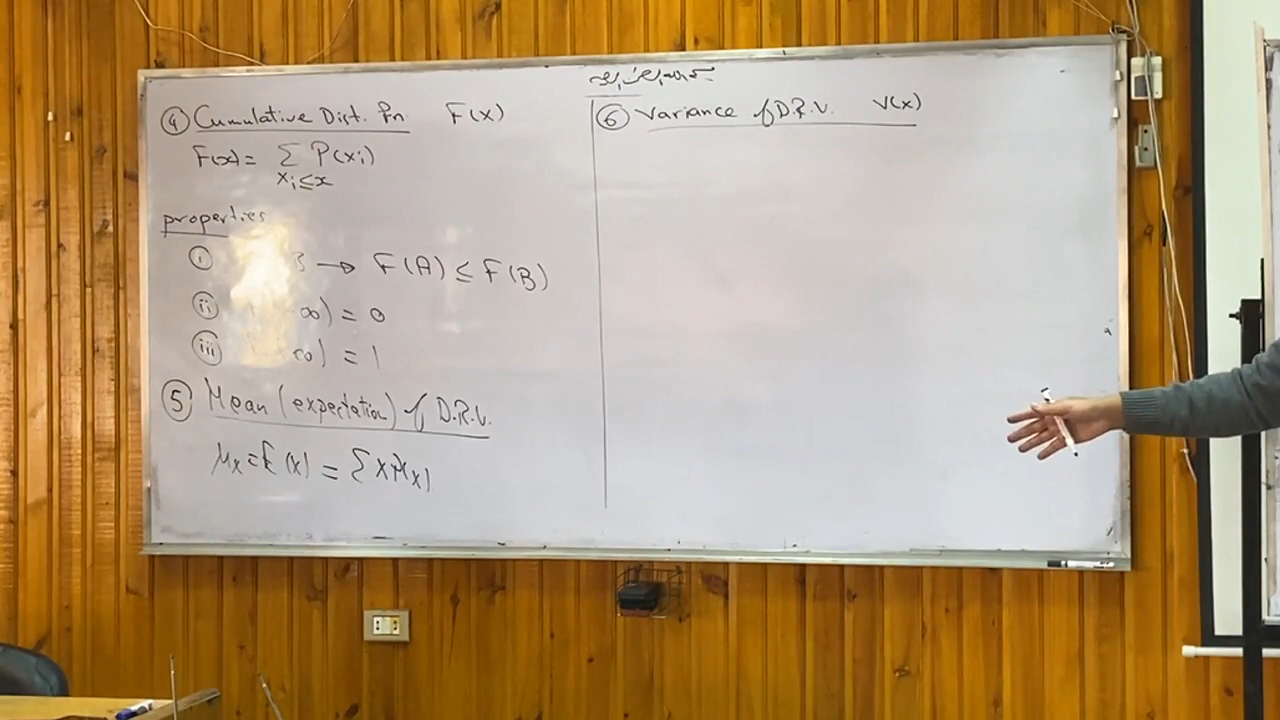 ④ Cumulative Dist. Fn. F(x)
F(x) = Σ P(xᵢ)
xᵢ ≤ x
properties
ⓘ B → F(A) ≤ F(B)
ⓘⓘ ∞) = 0
ⓘⓘⓘ ∞) = 1
⑤ Mean (expectation) of D.R.V.
μₓ = E(x) = Σ x P(x)
⑥ Variance of D.R.V. V(x)